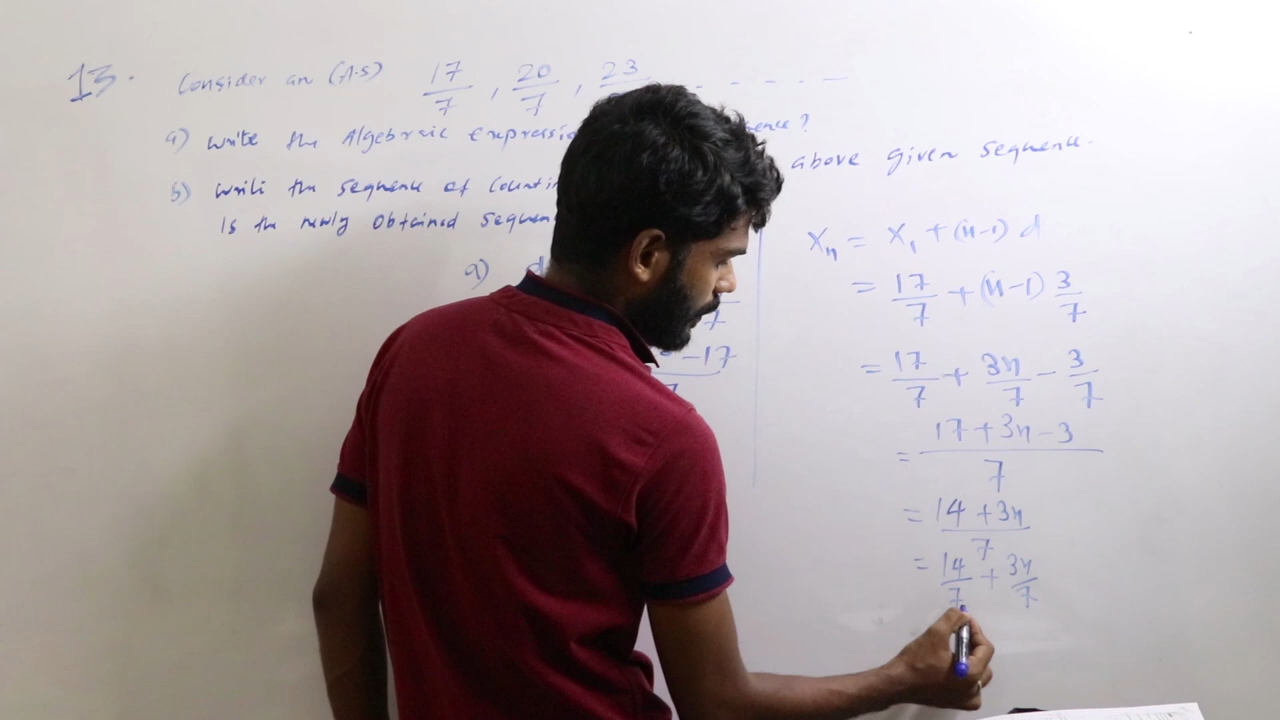 13. Consider an (A.S) 17/7 , 20/7 , 23 - - - - -
a) write the Algebraic Expressio ence?
above given sequence.
b) write the sequence of counti
Is the newly obtained sequen
a) d
7
-17
7
Xn = X1 + (n-1) d
= 17/7 + (n-1) 3/7
= 17/7 + 3n/7 - 3/7
= 17+3n-3/7
= 14+3n/7
= 14/7 + 3n/7